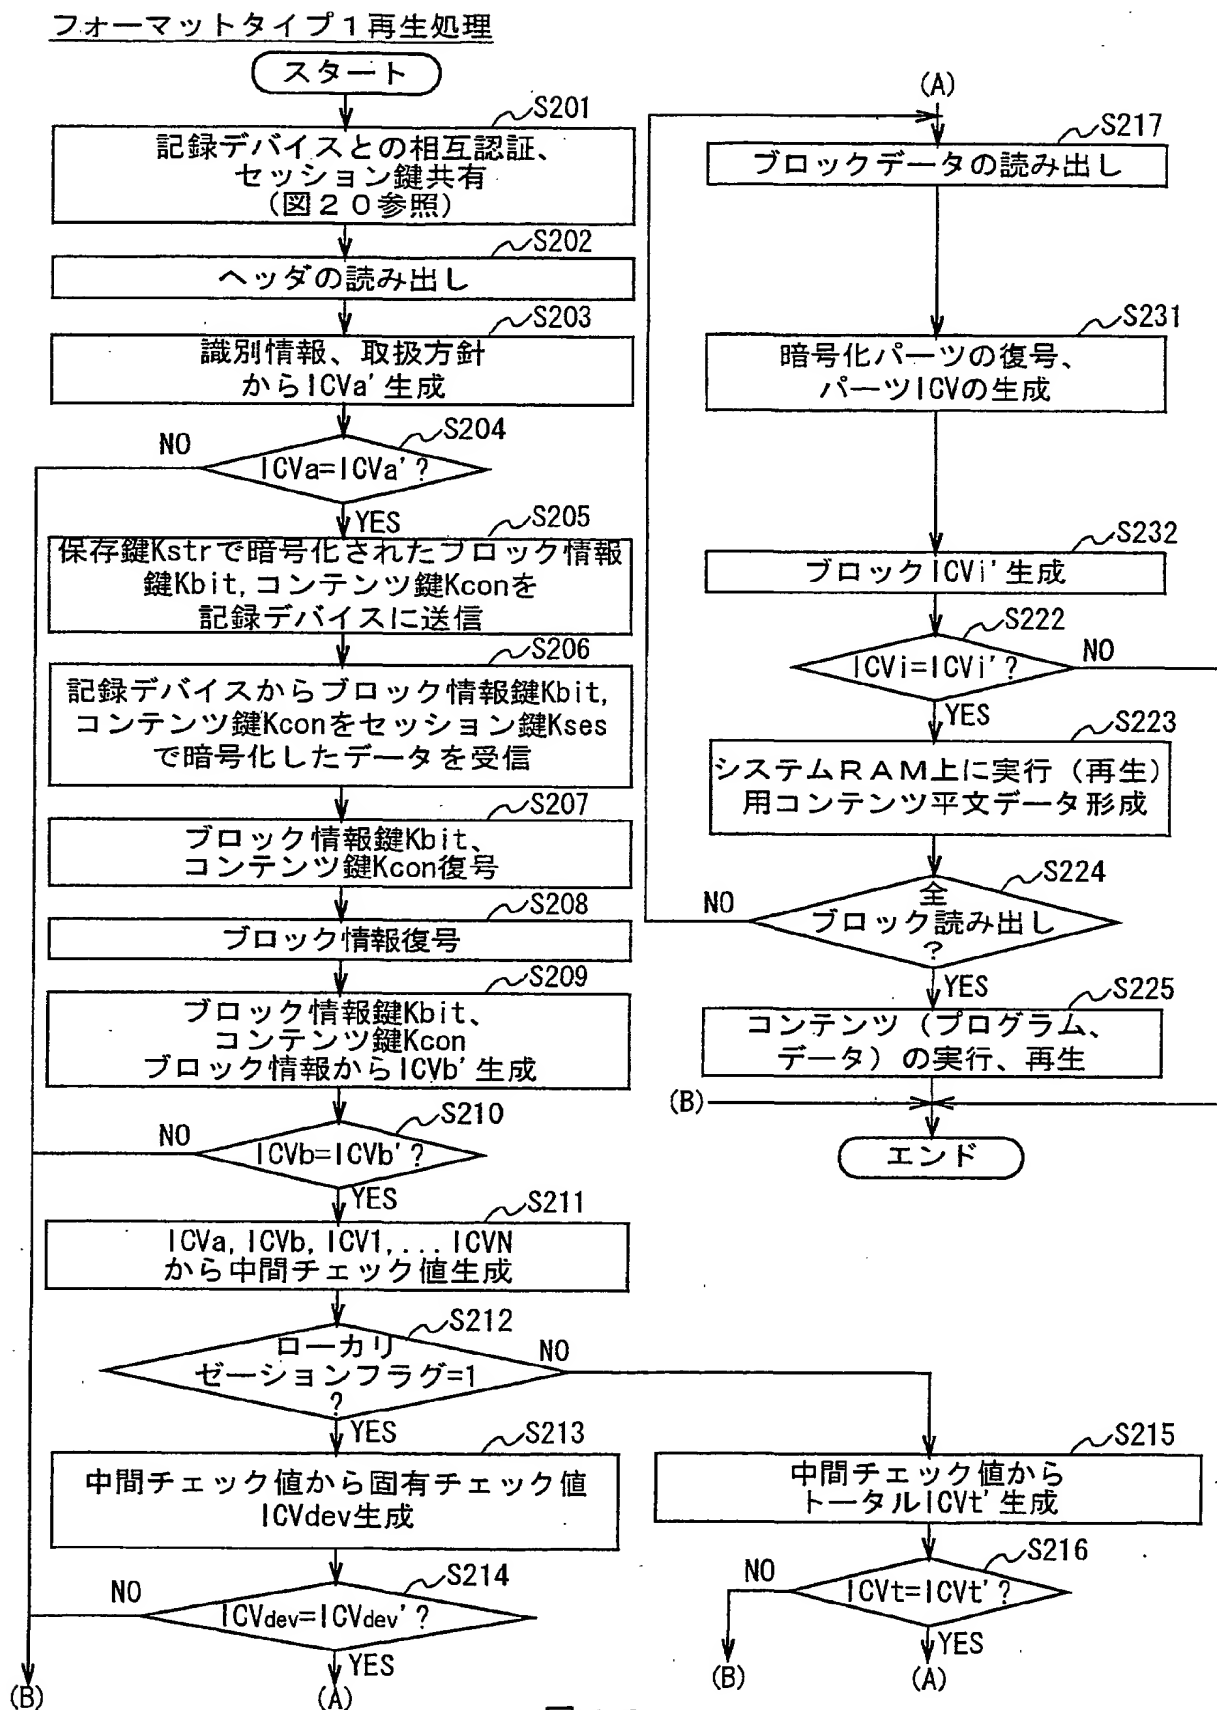 フォーマットタイプ1再生処理
スタート
S201
記録デバイスとの相互認証、
セッション鍵共有
(図20参照)
S202
ヘッダの読み出し
S203
識別情報、取扱方針
からICVa'生成
S204
NO
ICVa=ICVa'?
YES
S205
保存鍵Kstrで暗号化されたブロック情報
鍵Kbit,コンテンツ鍵Kconを
記録デバイスに送信
S206
記録デバイスからブロック情報鍵Kbit,
コンテンツ鍵Kconをセッション鍵Kses
で暗号化したデータを受信
S207
ブロック情報鍵Kbit、
コンテンツ鍵Kcon復号
S208
ブロック情報復号
S209
ブロック情報鍵Kbit、
コンテンツ鍵Kcon
ブロック情報からICVb'生成
S210
NO
ICVb=ICVb'?
YES
S211
ICVa,ICVb,ICV1,...ICVN
から中間チェック値生成
S212
ローカリ
ゼーションフラグ=1
?
NO
YES
S213
中間チェック値から固有チェック値
ICVdev生成
S214
NO
ICVdev=ICVdev'?
YES
(B)
(A)
S215
中間チェック値から
トータルICVt'生成
S216
NO
ICVt=ICVt'?
YES
(B)
(A)
(A)
S217
ブロックデータの読み出し
S231
暗号化パーツの復号、
パーツICVの生成
S232
ブロックICVi'生成
S222
ICVi=ICVi'?
NO
YES
S223
システムRAM上に実行(再生)
用コンテンツ平文データ形成
S224
NO
全
ブロック読み出し
?
YES
S225
コンテンツ(プログラム、
データ)の実行、再生
(B)
エンド